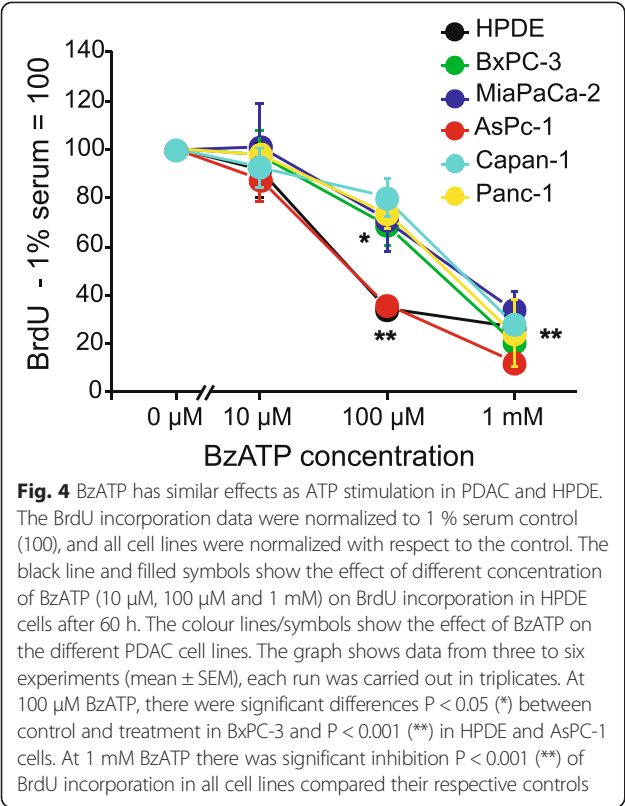 HPDE
BxPC-3
MiaPaCa-2
AsPc-1
Capan-1
Panc-1
140
120
100
80
60
40
20
0
BrdU - 1% serum = 100
*
**
**
0 µM
10 µM
100 µM
1 mM
BzATP concentration
Fig. 4 BzATP has similar effects as ATP stimulation in PDAC and HPDE.
The BrdU incorporation data were normalized to 1 % serum control
(100), and all cell lines were normalized with respect to the control. The
black line and filled symbols show the effect of different concentration
of BzATP (10 µM, 100 µM and 1 mM) on BrdU incorporation in HPDE
cells after 60 h. The colour lines/symbols show the effect of BzATP on
the different PDAC cell lines. The graph shows data from three to six
experiments (mean ± SEM), each run was carried out in triplicates. At
100 µM BzATP, there were significant differences P < 0.05 (*) between
control and treatment in BxPC-3 and P < 0.001 (**) in HPDE and AsPC-1
cells. At 1 mM BzATP there was significant inhibition P < 0.001 (**) of
BrdU incorporation in all cell lines compared their respective controls